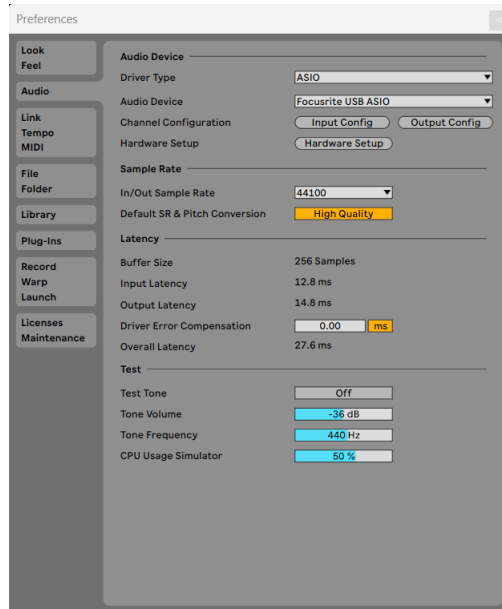 Preferences
Look
Feel
Audio
Link
Tempo
MIDI
File
Folder
Library
Plug-Ins
Record
Warp
Launch
Licenses
Maintenance
Audio Device
Driver Type ASIO
Audio Device Focusrite USB ASIO
Channel Configuration Input Config Output Config
Hardware Setup Hardware Setup
Sample Rate
In/Out Sample Rate 44100
Default SR & Pitch Conversion High Quality
Latency
Buffer Size 256 Samples
Input Latency 12.8 ms
Output Latency 14.8 ms
Driver Error Compensation 0.00 ms
Overall Latency 27.6 ms
Test
Test Tone Off
Tone Volume -36 dB
Tone Frequency 440 Hz
CPU Usage Simulator 50 %